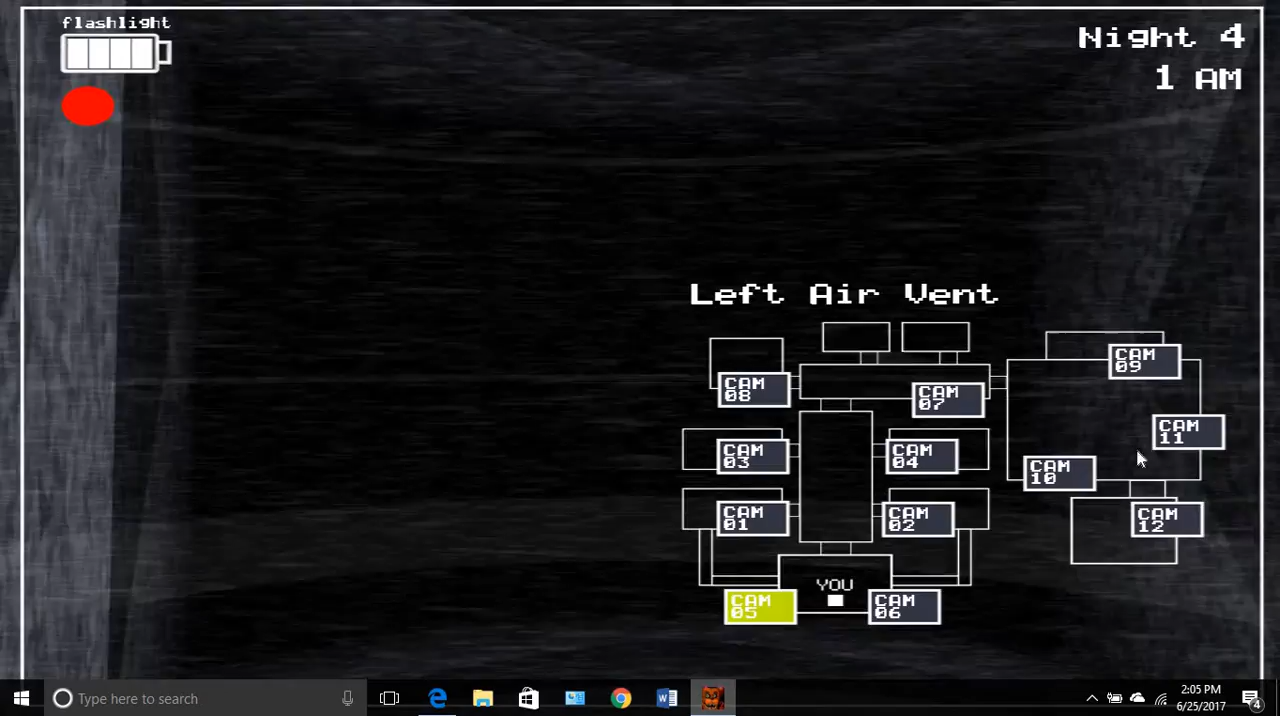 flashlight
Night 4
1 AM
Left Air Vent
CAM
09
CAM
08
CAM
07
CAM
11
CAM
03
CAM
04
CAM
10
CAM
01
CAM
02
CAM
12
YOU
CAM
05
CAM
06
Type here to search
2:05 PM
6/25/2017
4